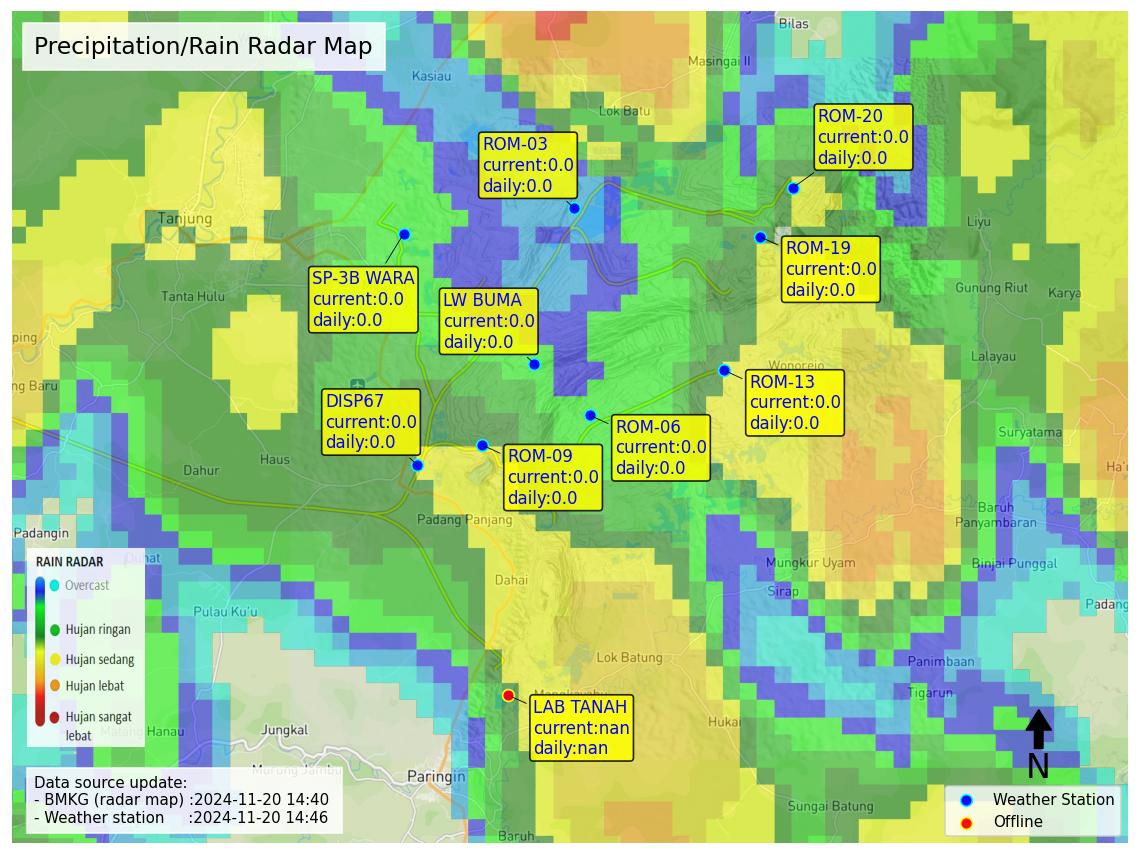 Precipitation/Rain Radar Map
Bilas
Kasiau
Masingai II
Lok Batu
ROM-20
current:0.0
daily:0.0
ROM-03
current:0.0
daily:0.0
Tanjung
Liyu
ROM-19
current:0.0
daily:0.0
SP-3B WARA
current:0.0
daily:0.0
Tanta Hulu
Gunung Riut
Karya
LW BUMA
current:0.0
daily:0.0
ping
Lalayau
Wonorejo
ng Baru
ROM-13
current:0.0
daily:0.0
DISP67
current:0.0
daily:0.0
ROM-06
current:0.0
daily:0.0
Suryatama
Haus
Dahur
Ha'u
ROM-09
current:0.0
daily:0.0
Baruh
Panyambaran
Padang Panjang
Padangin
Mungkur Uyam
Binjai Punggal
Dahai
Sirap
Padang
Pulau Ku'u
RAIN RADAR
Overcast
Hujan ringan
Hujan sedang
Hujan lebat
Hujan sangat
lebat
Lok Batung
Panimbaan
Tigarun
LAB TANAH
current:nan
daily:nan
Hukai
Matang Hanau
Jungkal
Murung Jambu
Paringin
N
Data source update:
- BMKG (radar map) :2024-11-20 14:40
- Weather station :2024-11-20 14:46
Sungai Batung
Baruh
Weather Station
Offline